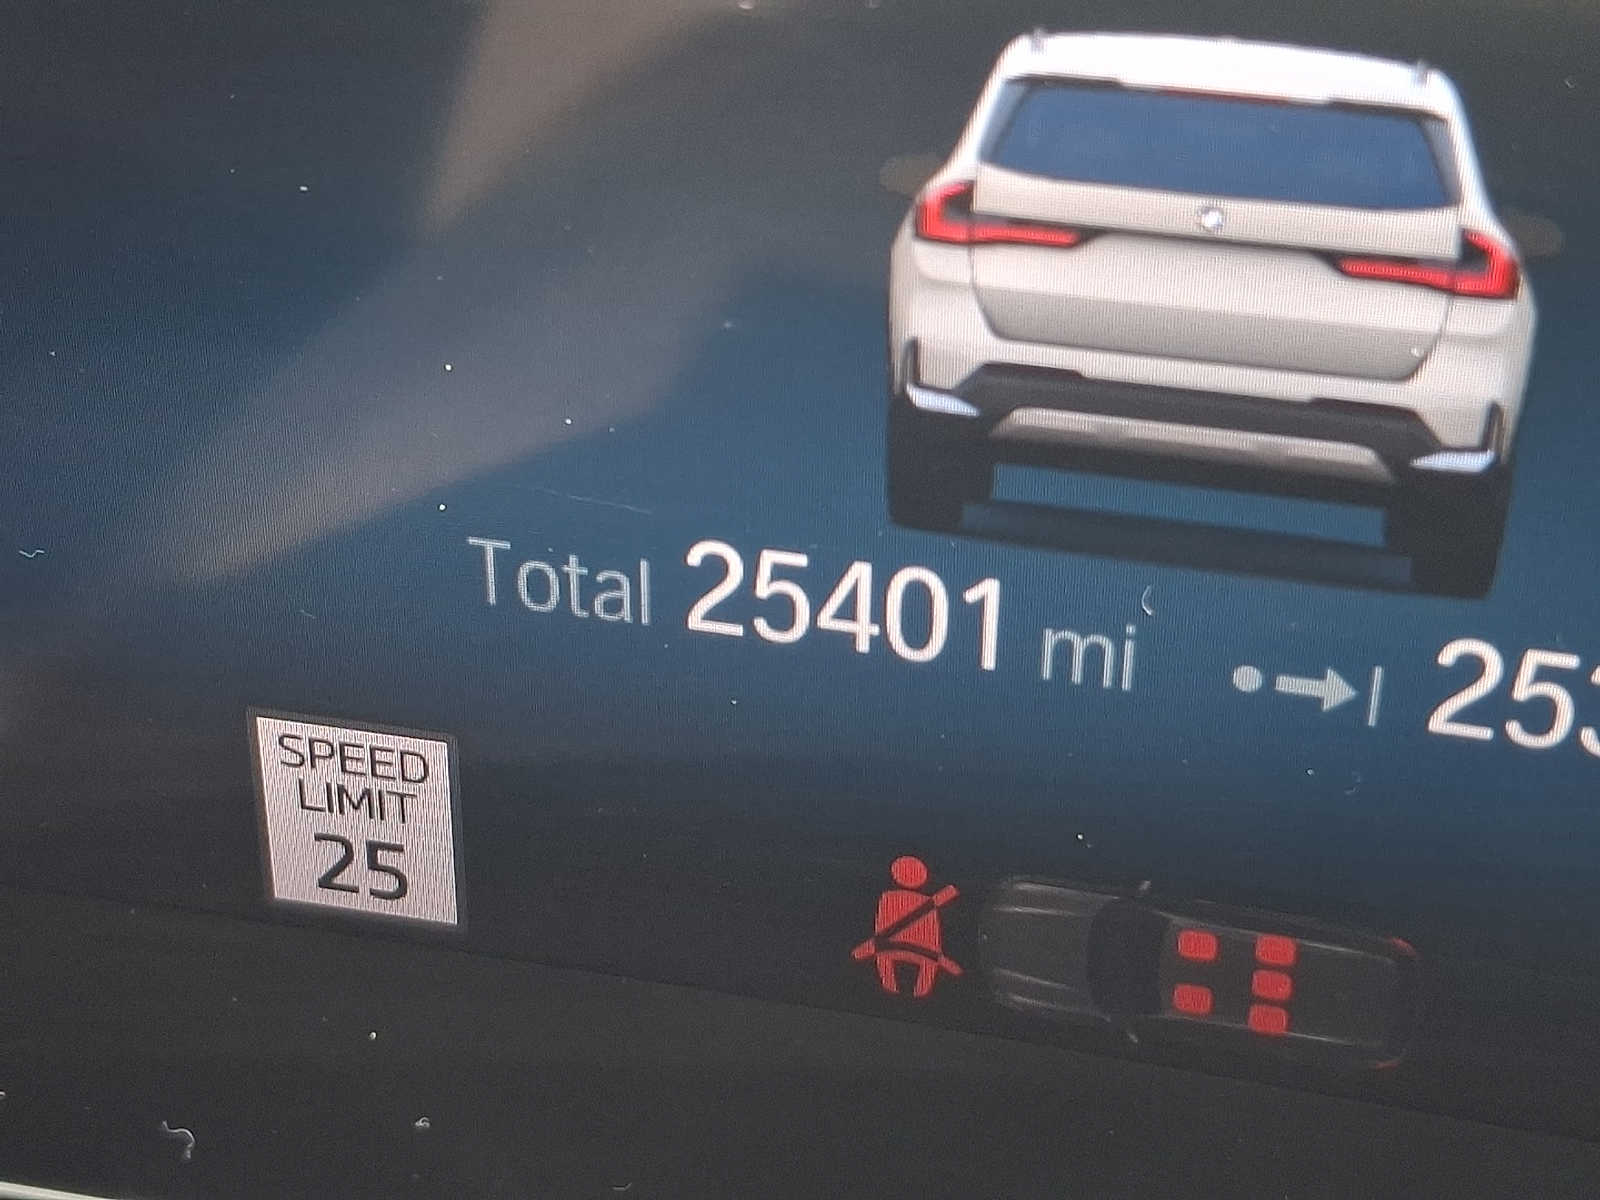 Total 25401 mi
SPEED
LIMIT
25